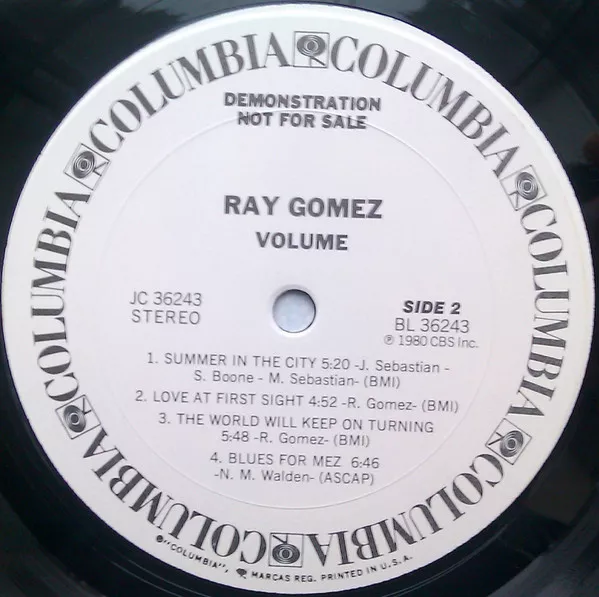 COLUMBIA COLUMBIA COLUMBIA COLUMBIA COLUMBIA COLUMBIA
DEMONSTRATION
NOT FOR SALE
RAY GOMEZ
VOLUME
JC 36243
STEREO
SIDE 2
BL 36243
℗ 1980 CBS Inc.
1. SUMMER IN THE CITY 5:20 -J. Sebastian -
S. Boone - M. Sebastian- (BMI)
2. LOVE AT FIRST SIGHT 4:52 -R. Gomez- (BMI)
3. THE WORLD WILL KEEP ON TURNING
5:48 -R. Gomez- (BMI)
4. BLUES FOR MEZ 6:46
-N. M. Walden- (ASCAP)
®"COLUMBIA", MARCAS REG. PRINTED IN U.S.A.